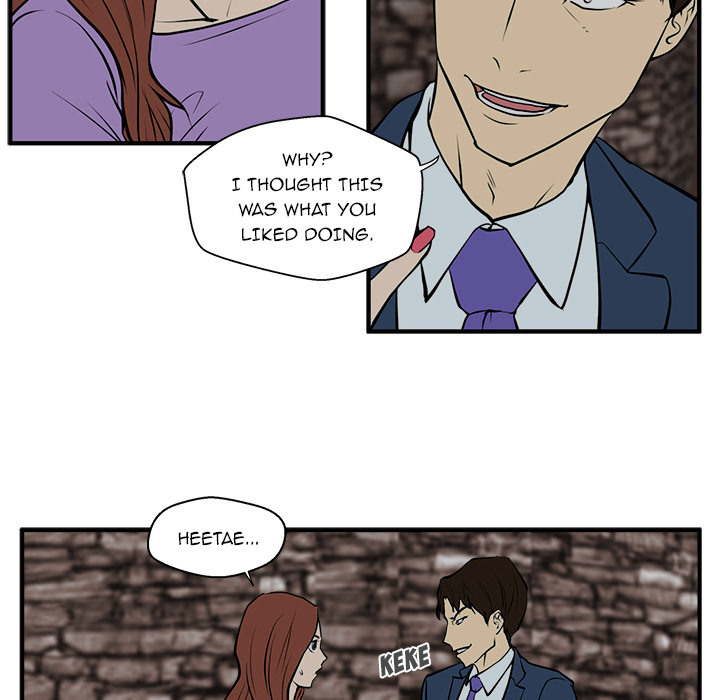 WHY?
I THOUGHT THIS
WAS WHAT YOU
LIKED DOING.
HEETAE...
KEKE